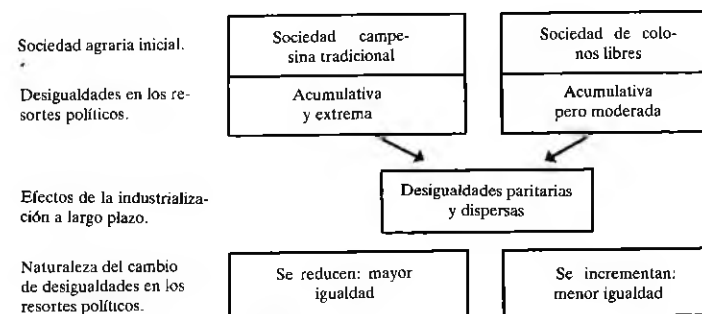 Sociedad agraria inicial.
Sociedad campe-
sina tradicional
Sociedad de colo-
nos libres
Desigualdades en los re-
sortes políticos.
Acumulativa
y extrema
Acumulativa
pero moderada
Efectos de la industrializa-
ción a largo plazo.
Desigualdades paritarias
y dispersas
Naturaleza del cambio
de desigualdades en los
resortes políticos.
Se reducen: mayor
igualdad
Se incrementan:
menor igualdad